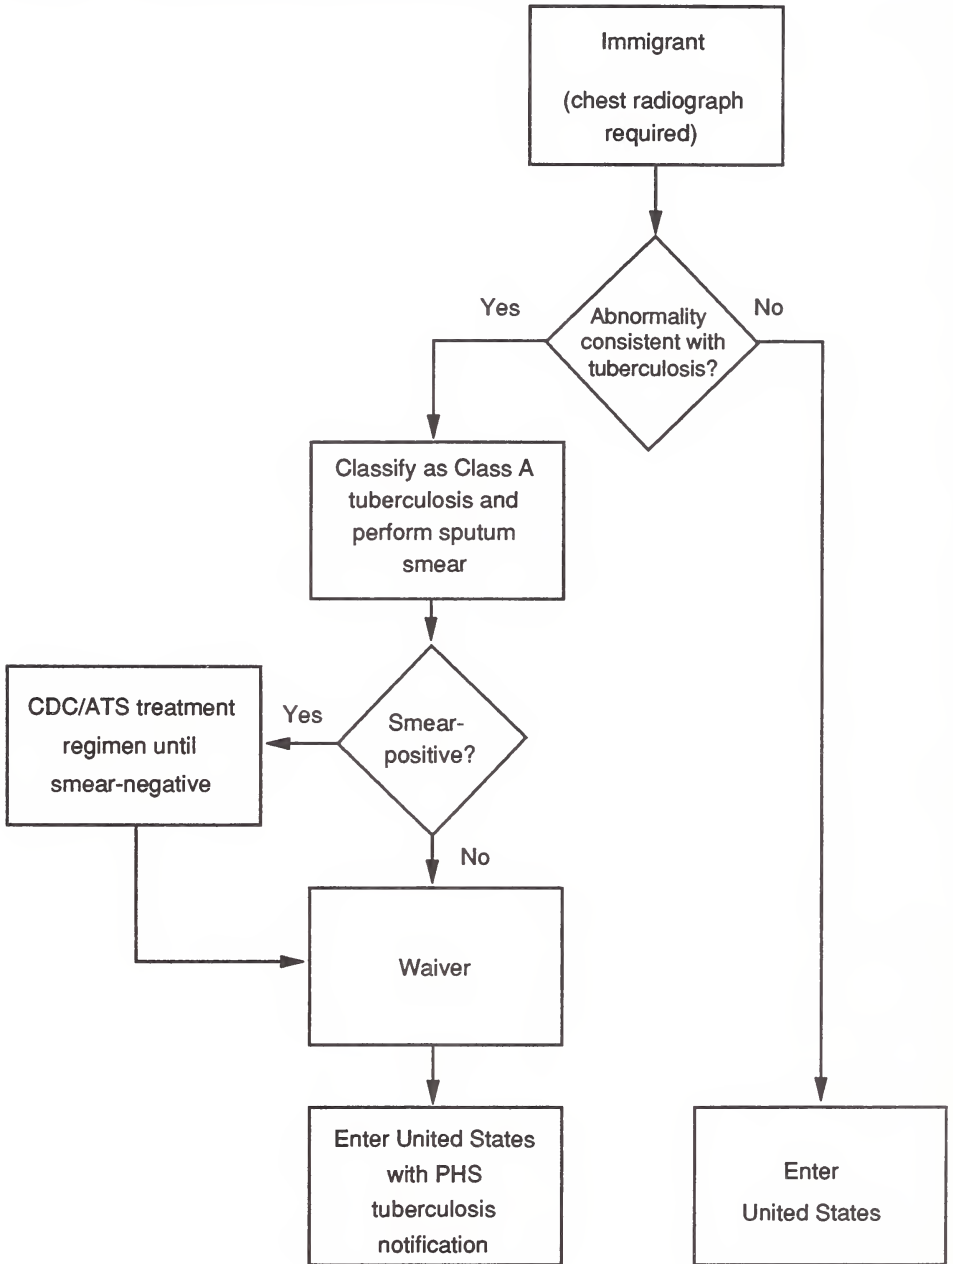 Immigrant
(chest radiograph
required)
Yes
No
Abnormality
consistent with
tuberculosis?
Classify as Class A
tuberculosis and
perform sputum
smear
CDC/ATS treatment
regimen until
smear-negative
Yes
Smear-
positive?
No
Waiver
Enter United States
with PHS
tuberculosis
notification
Enter
United States